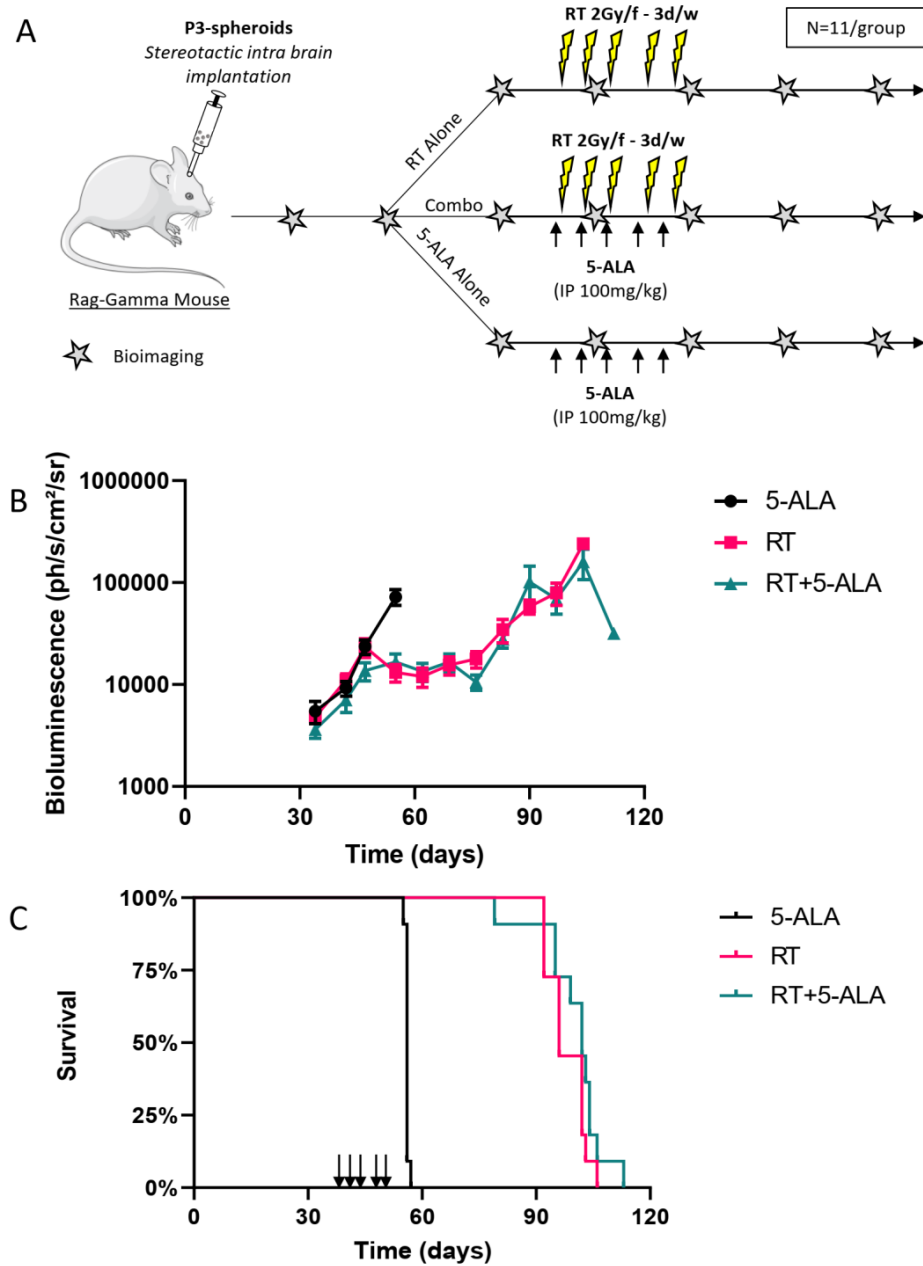 A
P3-spheroids
Stereotactic intra brain
implantation
Rag-Gamma Mouse
Bioimaging
RT 2Gy/f - 3d/w
N=11/group
RT Alone
RT 2Gy/f - 3d/w
Combo
5-ALA
(IP 100mg/kg)
5-ALA Alone
5-ALA
(IP 100mg/kg)
B
Bioluminescence (ph/s/cm²/sr)
1000000
100000
10000
1000
0
30
60
90
120
Time (days)
5-ALA
RT
RT+5-ALA
C
Survival
100%
75%
50%
25%
0%
0
30
60
90
120
Time (days)
5-ALA
RT
RT+5-ALA